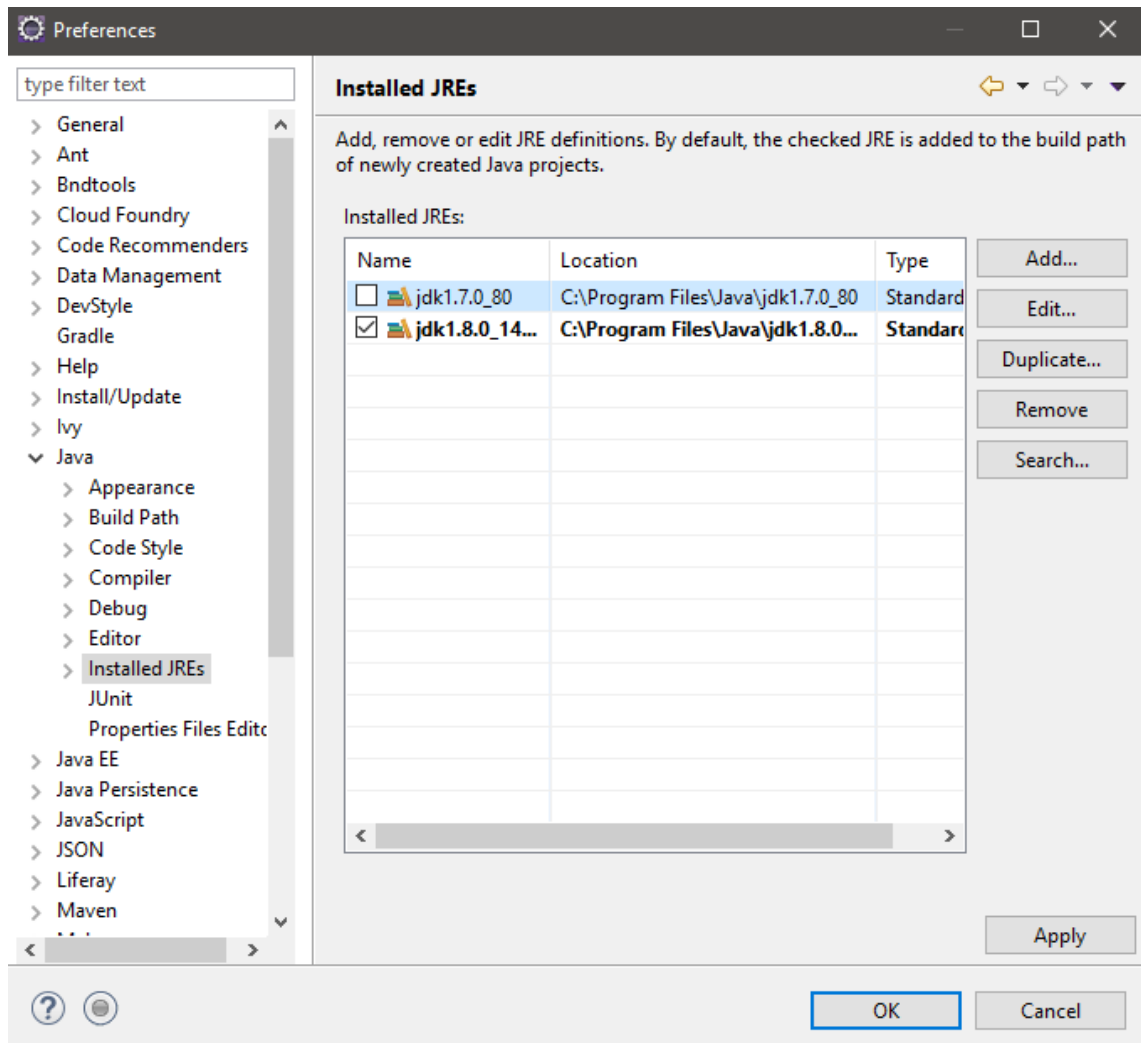 Preferences
type filter text
General
Ant
Bndtools
Cloud Foundry
Code Recommenders
Data Management
DevStyle
Gradle
Help
Install/Update
Ivy
Java
Appearance
Build Path
Code Style
Compiler
Debug
Editor
Installed JREs
JUnit
Properties Files Edito
Java EE
Java Persistence
JavaScript
JSON
Liferay
Maven
Installed JREs
Add, remove or edit JRE definitions. By default, the checked JRE is added to the build path
of newly created Java projects.
Installed JREs:
Name Location Type
jdk1.7.0_80 C:\Program Files\Java\jdk1.7.0_80 Standard
jdk1.8.0_14... C:\Program Files\Java\jdk1.8.0... Standard
Add...
Edit...
Duplicate...
Remove
Search...
Apply
OK
Cancel